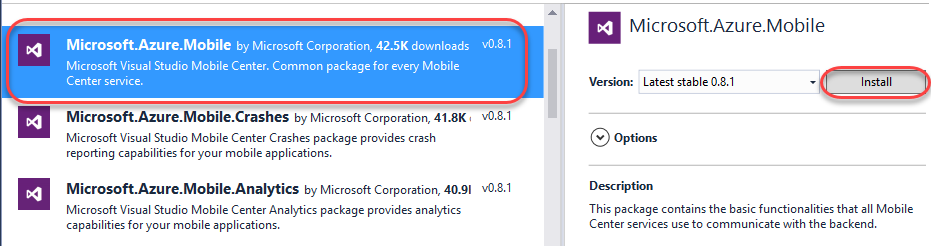 Microsoft.Azure.Mobile by Microsoft Corporation, 42.5K downloads v0.8.1
Microsoft Visual Studio Mobile Center. Common package for every Mobile
Center service.
Microsoft.Azure.Mobile.Crashes by Microsoft Corporation, 41.8K v0.8.1
Microsoft Visual Studio Mobile Center Crashes package provides crash
reporting capabilities for your mobile applications.
Microsoft.Azure.Mobile.Analytics by Microsoft Corporation, 40.9 v0.8.1
Microsoft Visual Studio Mobile Center Analytics package provides analytics
capabilities for your mobile applications.
Microsoft.Azure.Mobile
Version: Latest stable 0.8.1 Install
Options
Description
This package contains the basic functionalities that all Mobile
Center services use to communicate with the backend.